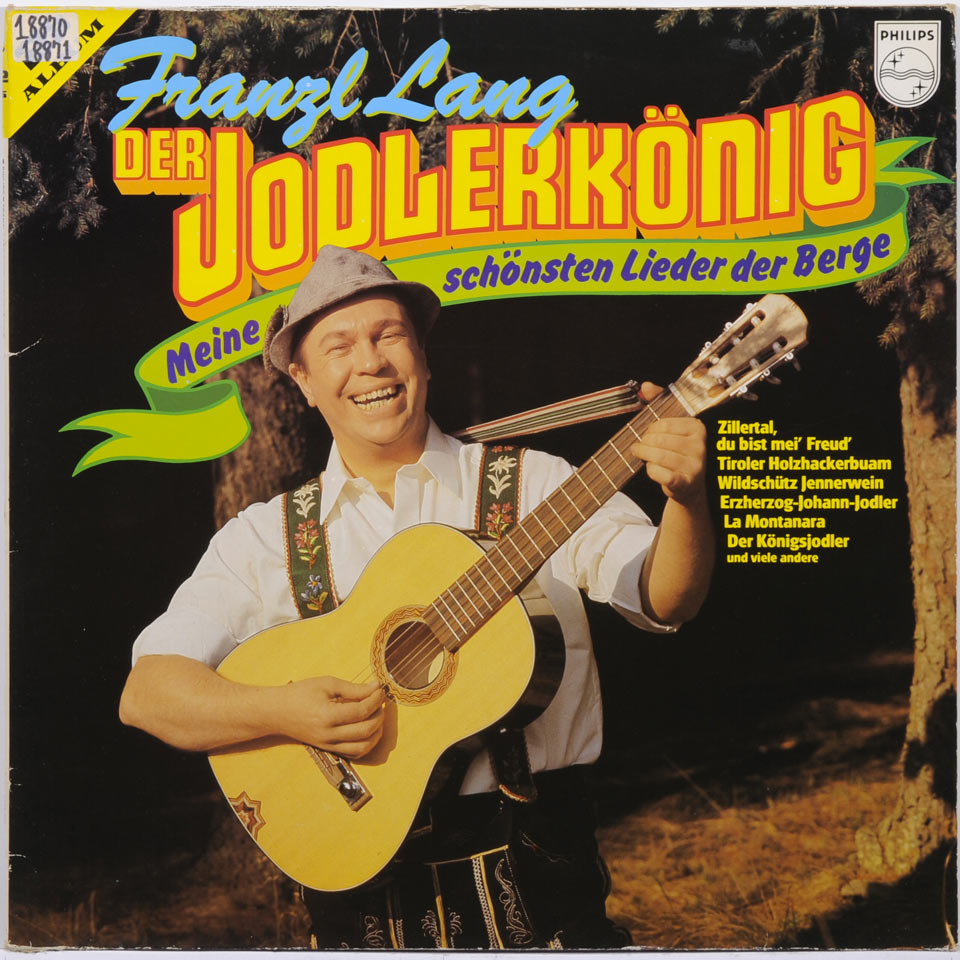 18870
18871
ALBUM
Franzl Lang
DER JODLERKÖNIG
Meine schönsten Lieder der Berge
PHILIPS
Zillertal,
du bist mei' Freud'
Tiroler Holzhackerbuam
Wildschütz Jennerwein
Erzherzog-Johann-Jodler
La Montanara
Der Königsjodler
und viele andere